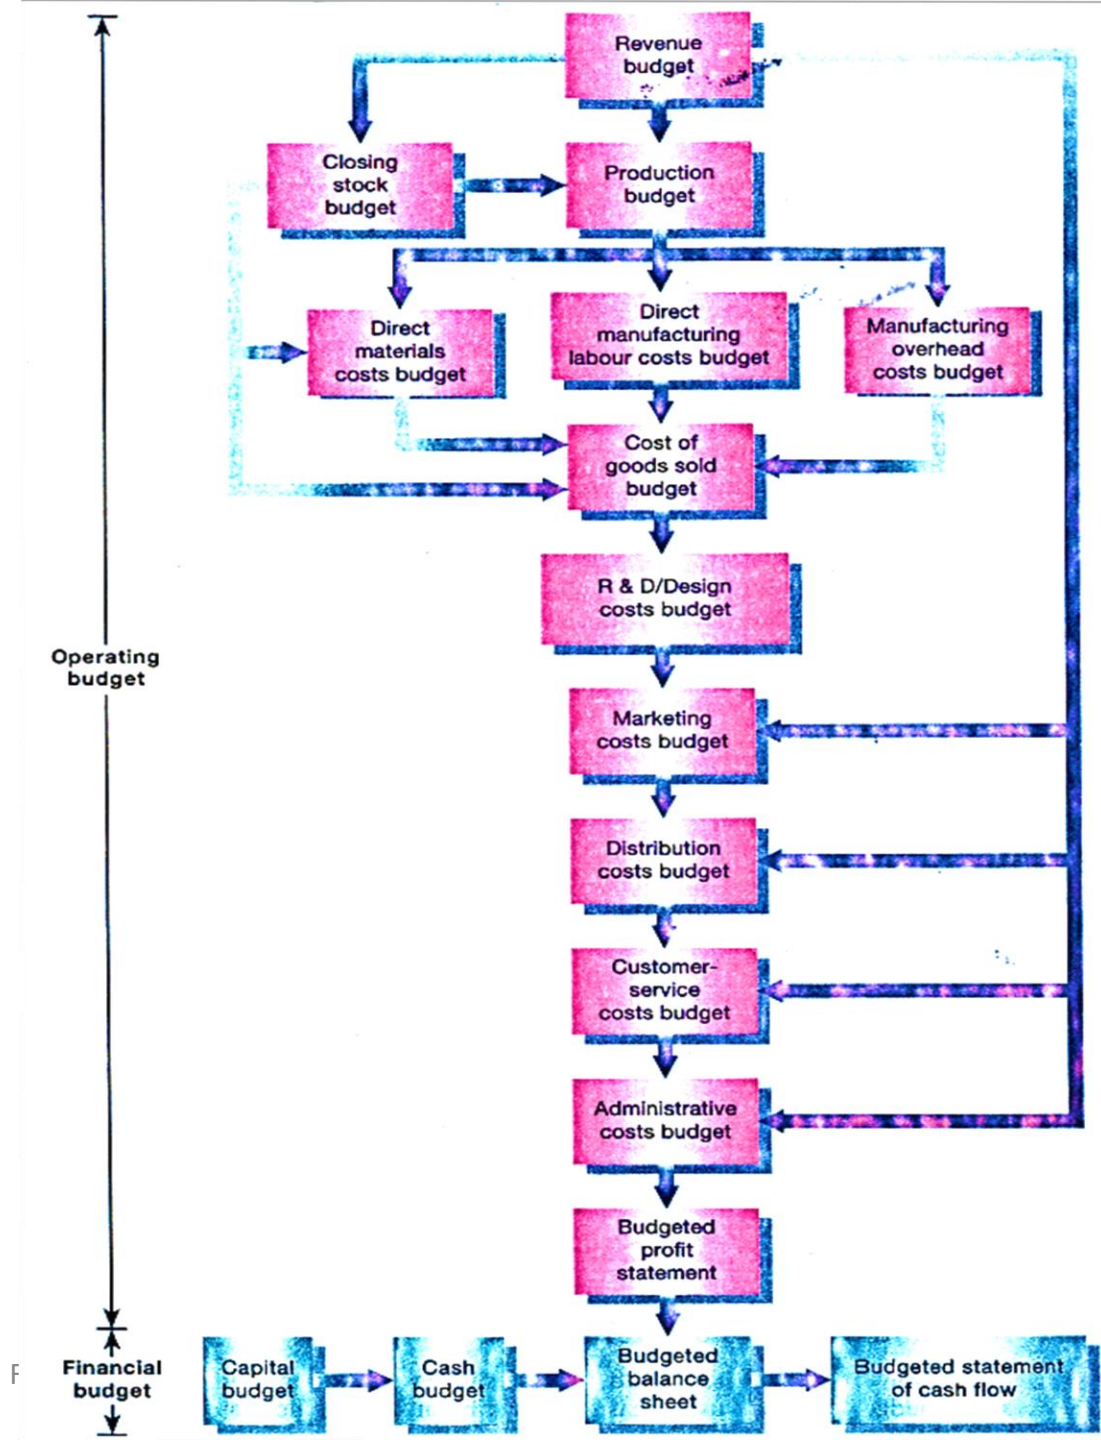 Revenue
budget
Closing
stock
budget
Production
budget
Direct
materials
costs budget
Direct
manufacturing
labour costs budget
Manufacturing
overhead
costs budget
Cost of
goods sold
budget
R & D/Design
costs budget
Operating
budget
Marketing
costs budget
Distribution
costs budget
Customer-
service
costs budget
Administrative
costs budget
Budgeted
profit
statement
F
Financial
budget
Capital
budget
Cash
budget
Budgeted
balance
sheet
Budgeted statement
of cash flow